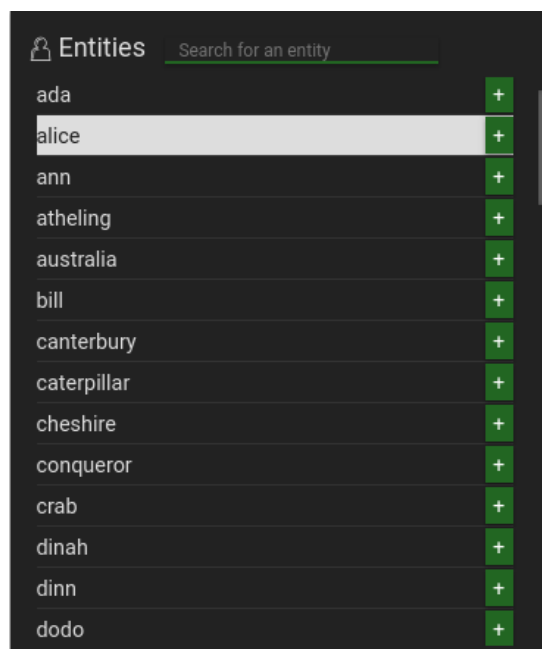 Entities Search for an entity
ada +
alice +
ann +
atheling +
australia +
bill +
canterbury +
caterpillar +
cheshire +
conqueror +
crab +
dinah +
dinn +
dodo +